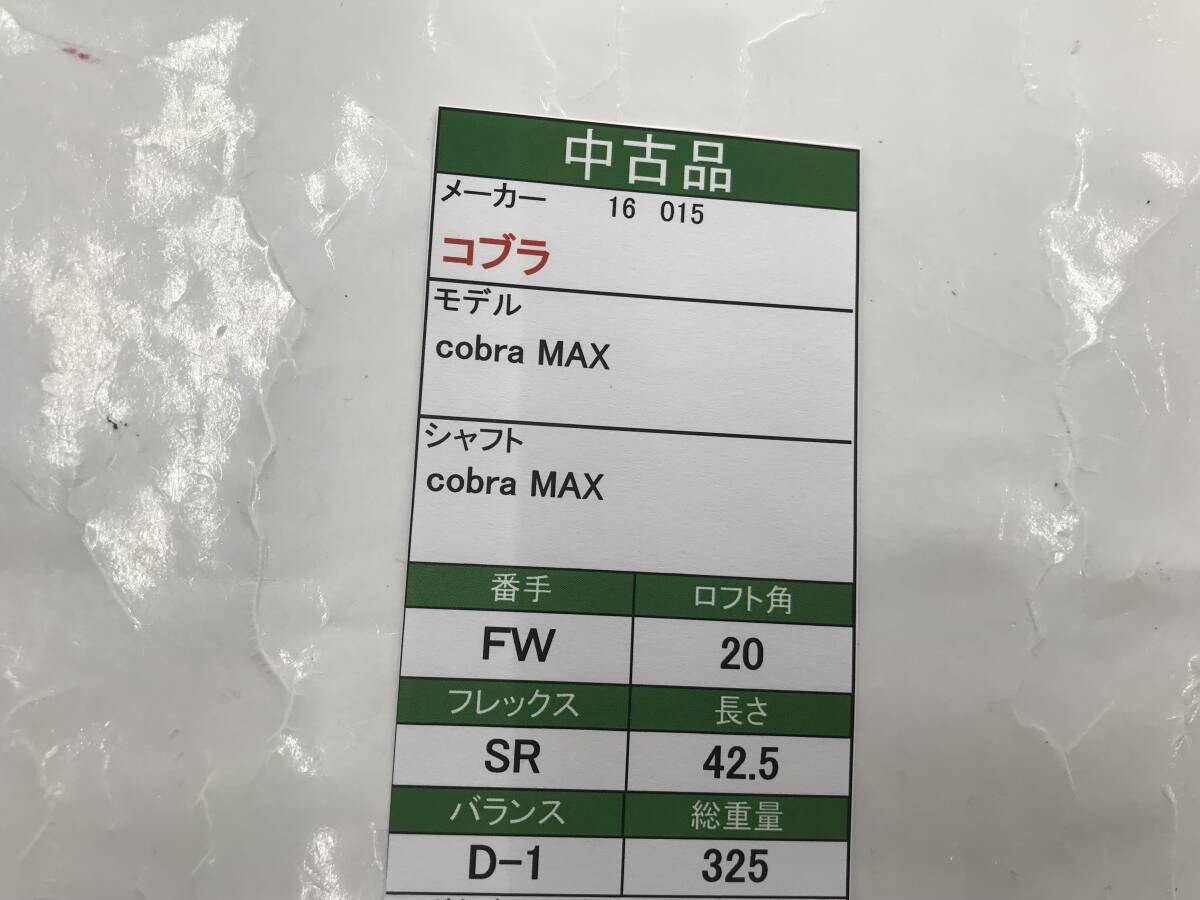 中古品
メーカー 16 015
コブラ
モデル
cobra MAX
シャフト
cobra MAX
番手 ロフト角
FW 20
フレックス 長さ
SR 42.5
バランス 総重量
D-1 325